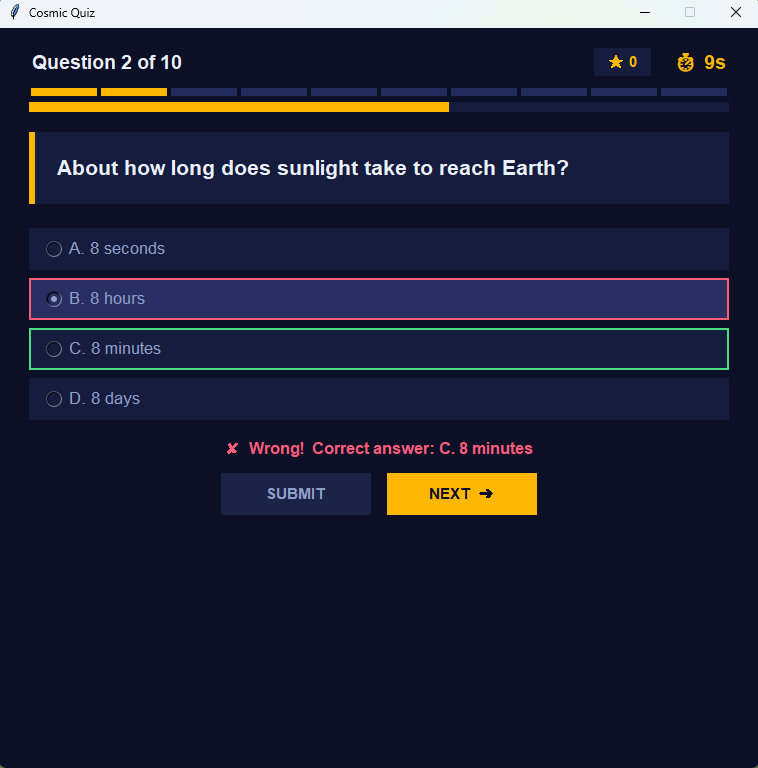 Cosmic Quiz
Question 2 of 10
★ 0
9s
About how long does sunlight take to reach Earth?
A. 8 seconds
B. 8 hours
C. 8 minutes
D. 8 days
✘ Wrong! Correct answer: C. 8 minutes
SUBMIT
NEXT ➔